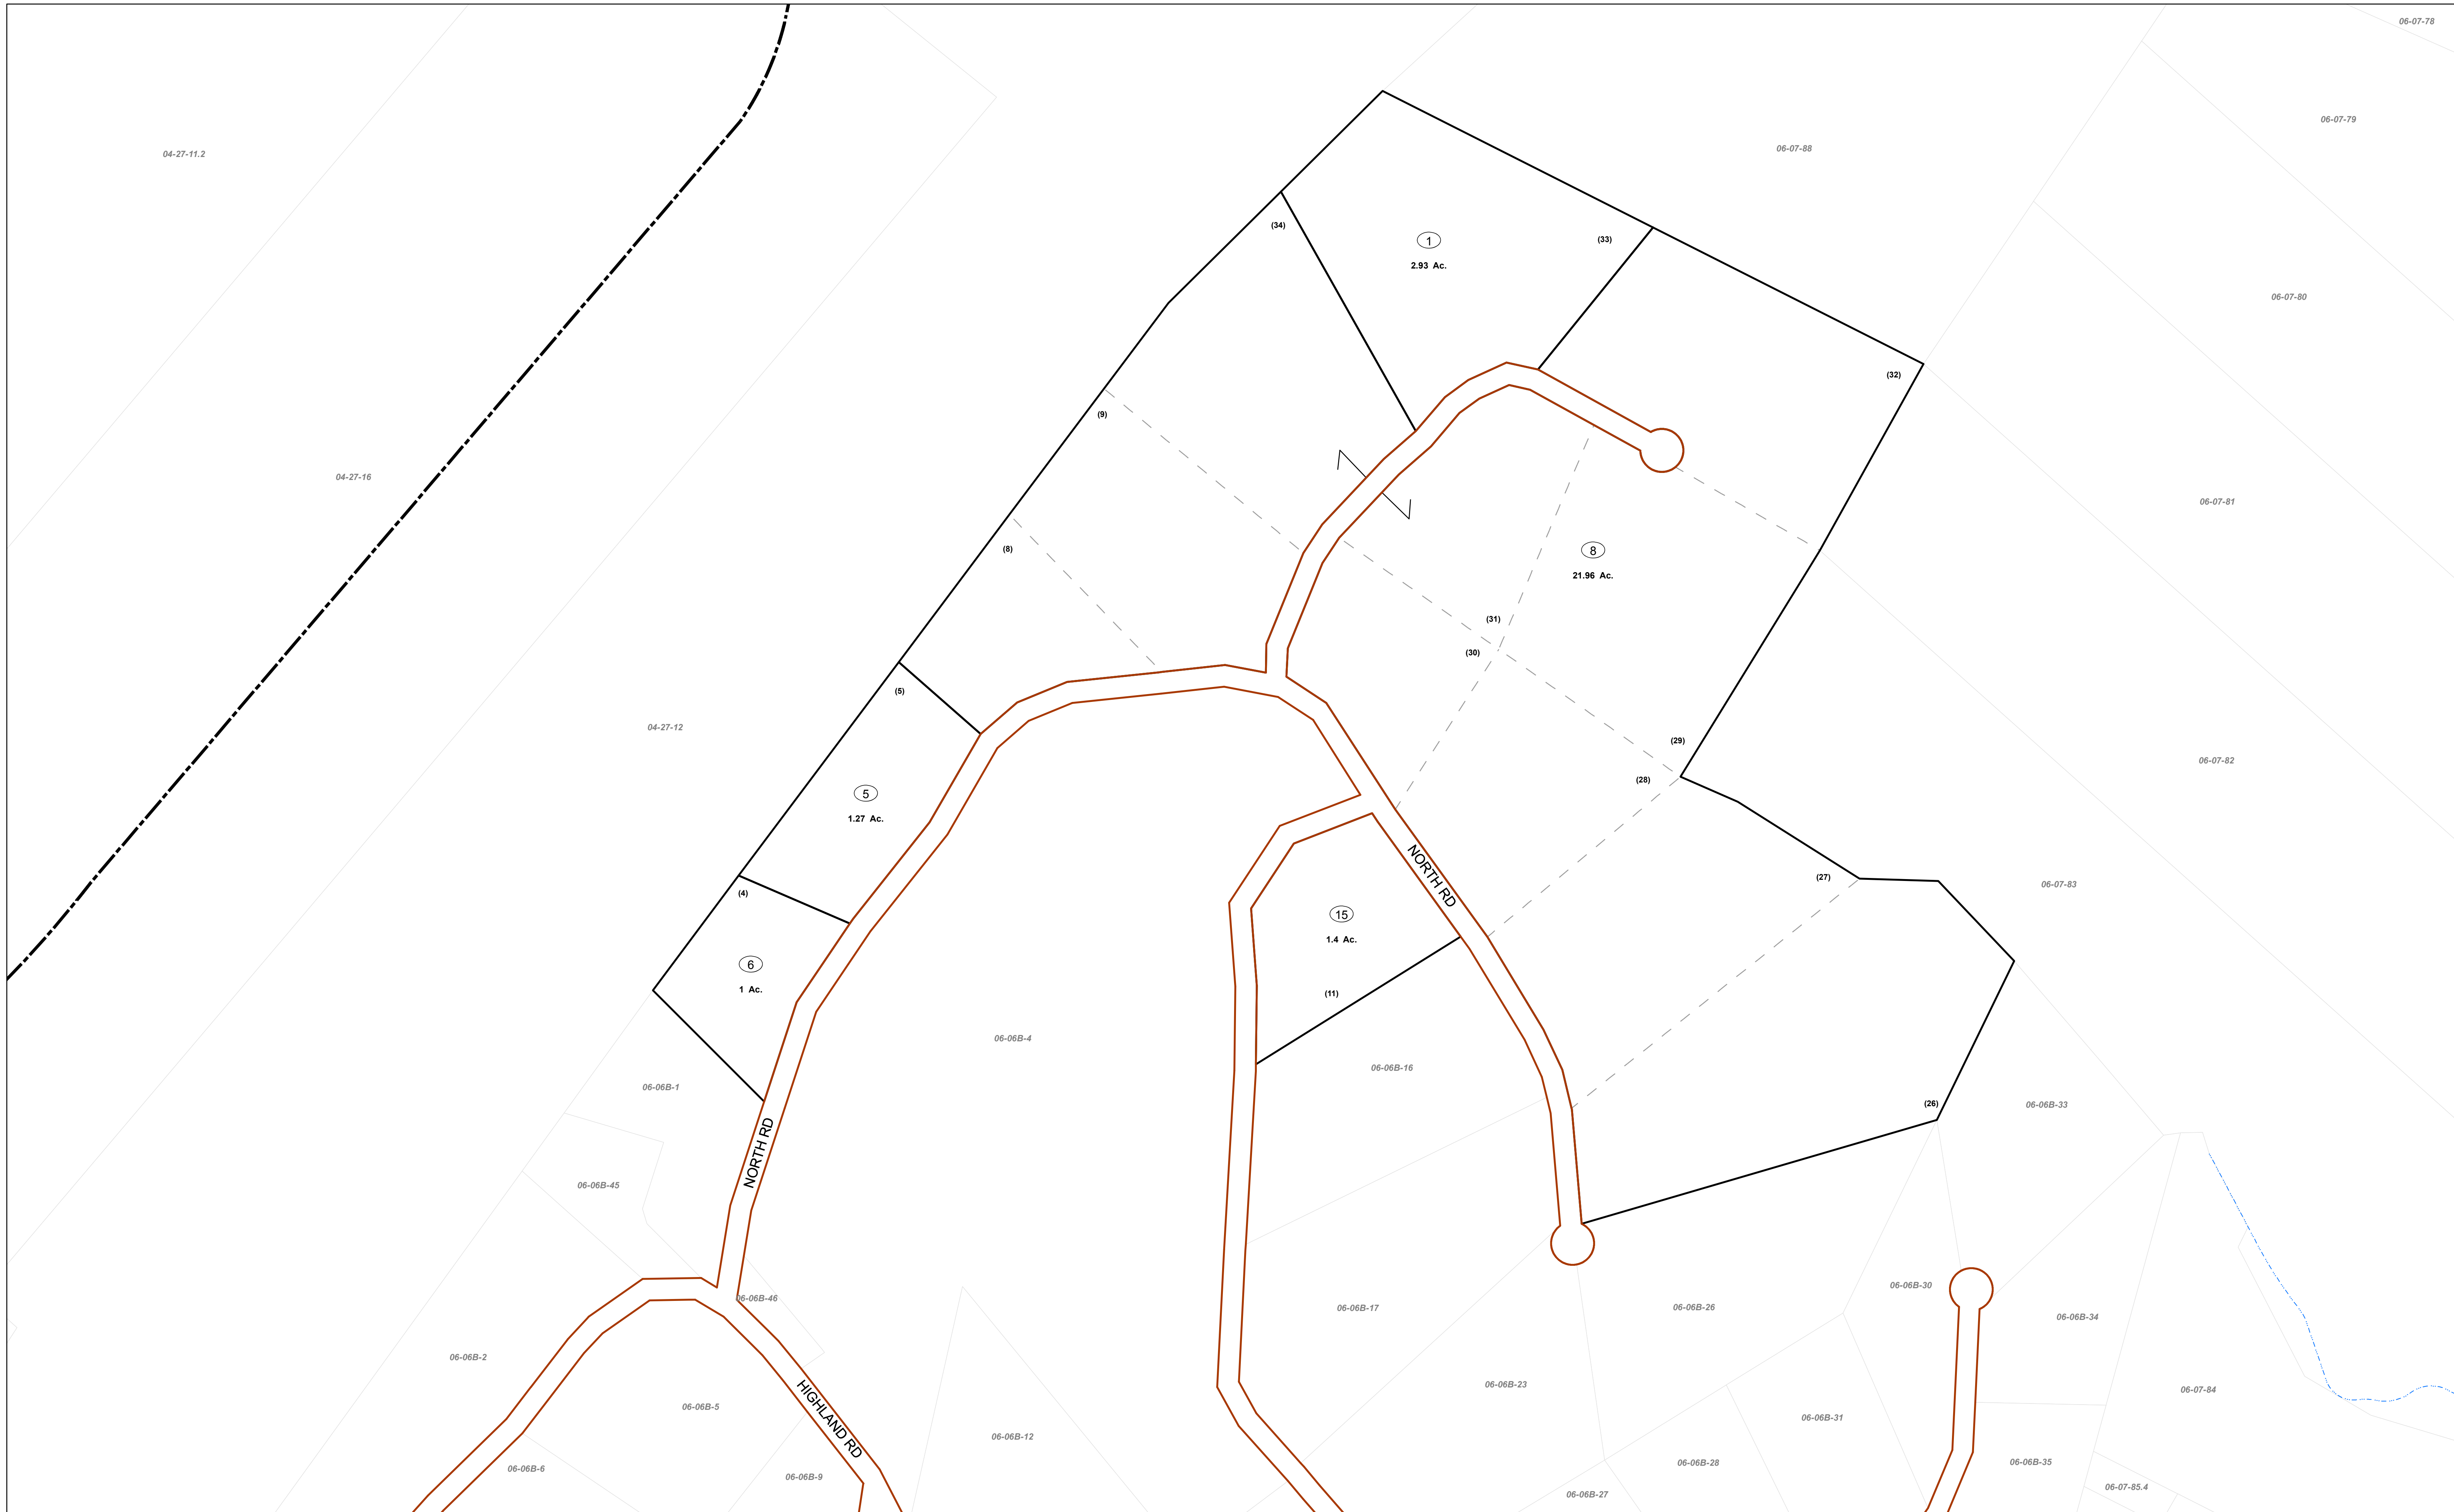 06-07-78
06-07-79
06-07-88
04-27-11.2
(34)
1
(33)
2.93 Ac.
06-07-80
(32)
(9)
04-27-16
06-07-81
(8)
8
21.96 Ac.
(31)
(30)
(5)
04-27-12
(29)
06-07-82
(28)
5
1.27 Ac.
NORTH RD
(27)
06-07-83
(4)
15
1.4 Ac.
6
1 Ac.
(11)
06-06B-4
06-06B-16
06-06B-1
(26)
06-06B-33
NORTH RD
06-06B-45
06-06B-46
06-06B-30
06-06B-17
06-06B-26
06-06B-34
06-06B-2
06-06B-23
06-07-84
06-06B-5
HIGHLAND RD
06-06B-31
06-06B-12
06-06B-6
06-06B-9
06-06B-28
06-06B-35
06-07-85.4
06-06B-27